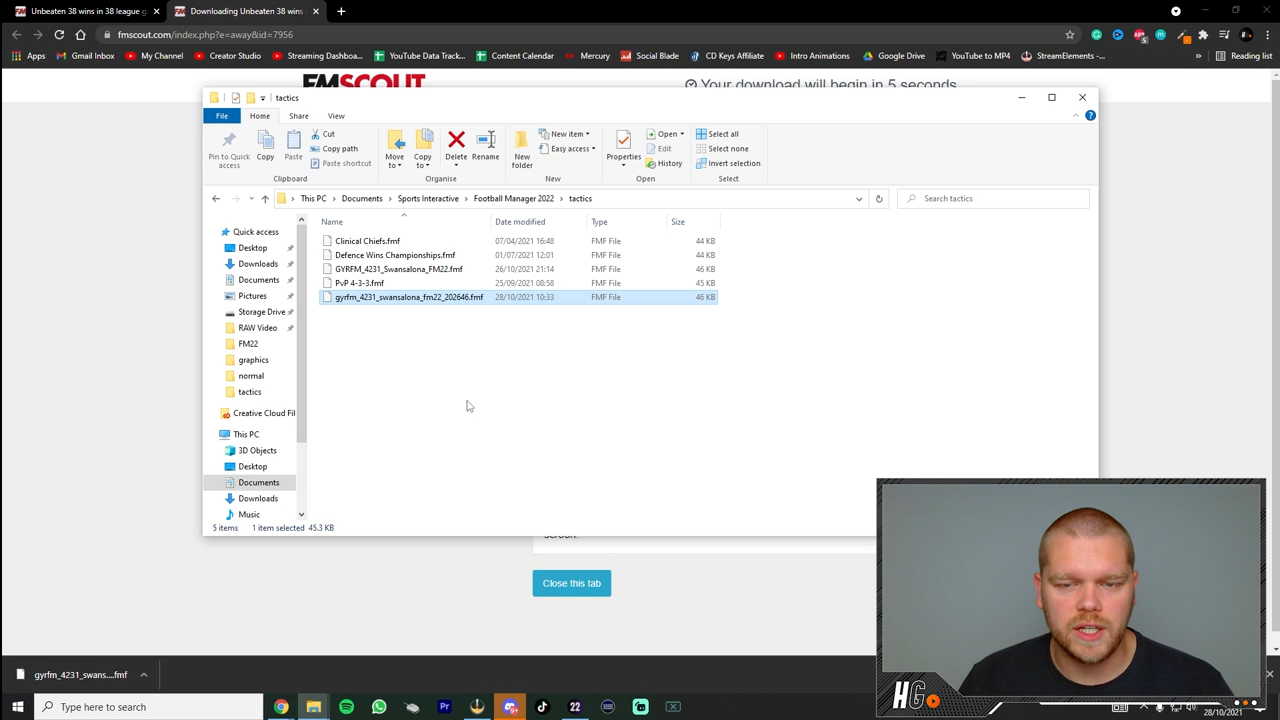 Unbeaten 38 wins in 38 league g
Downloading Unbeaten 38 wins in
fmscout.com/index.php?e=away&id=7956
Apps
Gmail Inbox
My Channel
Creator Studio
Streaming Dashboa...
YouTube Data Tool
Content Calendar
Mercury
Social Blade
CD Keys Affiliate
Intro Animations
Google Drive
YouTube to MP4
StreamElements -...
Reading list
FMSCOUT
Your download will begin in 5 seconds
tactics
File
Home
Share
View
Pin to Quick access
Copy
Paste
Cut
Copy path
Paste shortcut
Clipboard
Move to
Copy to
Delete
Rename
Organise
New folder
New item
Easy access
New
Properties
Open
Edit
History
Open
Select all
Select none
Invert selection
Select
This PC > Documents > Sports Interactive > Football Manager 2022 > tactics
Search tactics
Name Date modified Type Size
Clinical Chiefs.fmf 07/04/2021 16:48 FMF File 44 KB
Defence Wins Championships.fmf 01/07/2021 12:01 FMF File 44 KB
GYRFM_4231_Swansalona_FM22.fmf 26/10/2021 21:14 FMF File 46 KB
PvP 4-3-3.fmf 25/09/2021 08:58 FMF File 45 KB
gyrfm_4231_swansalona_fm22_202646.fmf 28/10/2021 10:33 FMF File 46 KB
Quick access
Desktop
Downloads
Documents
Pictures
Storage Drive
RAW Video
FM22
graphics
normal
tactics
Creative Cloud Fil
This PC
3D Objects
Desktop
Documents
Downloads
Music
5 items 1 item selected 45.3 KB
Close this tab
gyrfm_4231_swans....fmf
HG
Type here to search
Pr
22
28/10/2021